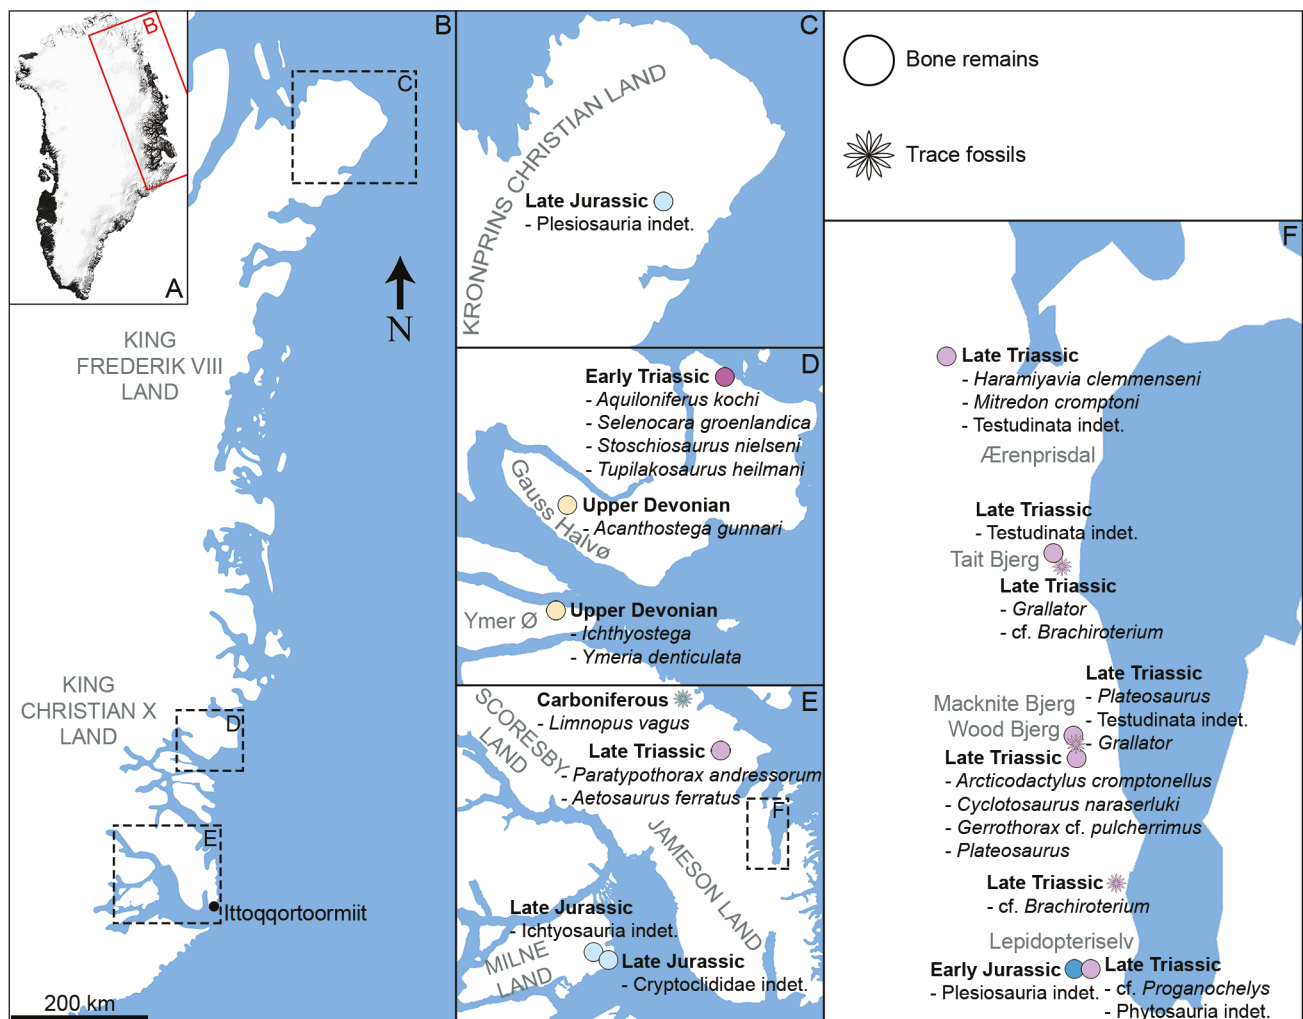 B
A
B
C
KING
FREDERIK VIII
LAND
N
KING
CHRISTIAN X
LAND
D
E
Ittoqqortoormiit
200 km
C
KRONPRINS CHRISTIAN LAND
Late Jurassic
- Plesiosauria indet.
D
Early Triassic
- Aquiloniferus kochi
- Selenocara groenlandica
- Stoschiosaurus nielseni
- Tupilakosaurus heilmani
Gauss Halvø
Upper Devonian
- Acanthostega gunnari
Ymer Ø
Upper Devonian
- Ichthyostega
- Ymeria denticulata
E
SCORESBY
LAND
Carboniferous
- Limnopus vagus
Late Triassic
- Paratypothorax andressorum
- Aetosaurus ferratus
F
JAMESON LAND
Late Jurassic
- Ichtyosauria indet.
MILNE
LAND
Late Jurassic
- Cryptoclididae indet.
Bone remains
Trace fossils
F
Late Triassic
- Haramiyavia clemmenseni
- Mitredon cromptoni
- Testudinata indet.
Ærenprisdal
Late Triassic
- Testudinata indet.
Tait Bjerg
Late Triassic
- Grallator
- cf. Brachiroterium
Late Triassic
- Plateosaurus
- Testudinata indet.
- Grallator
Macknite Bjerg
Wood Bjerg
Late Triassic
- Arcticodactylus cromptonellus
- Cyclotosaurus naraserluki
- Gerrothorax cf. pulcherrimus
- Plateosaurus
Late Triassic
- cf. Brachiroterium
Lepidopteriselv
Early Jurassic
- Plesiosauria indet.
Late Triassic
- cf. Proganochelys
- Phytosauria indet.